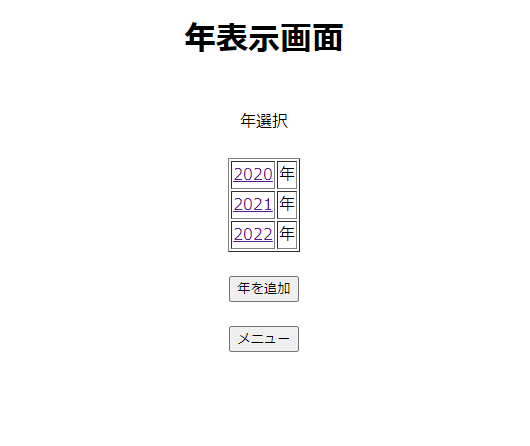 年表示画面
年選択
2020 年
2021 年
2022 年
年を追加
メニュー